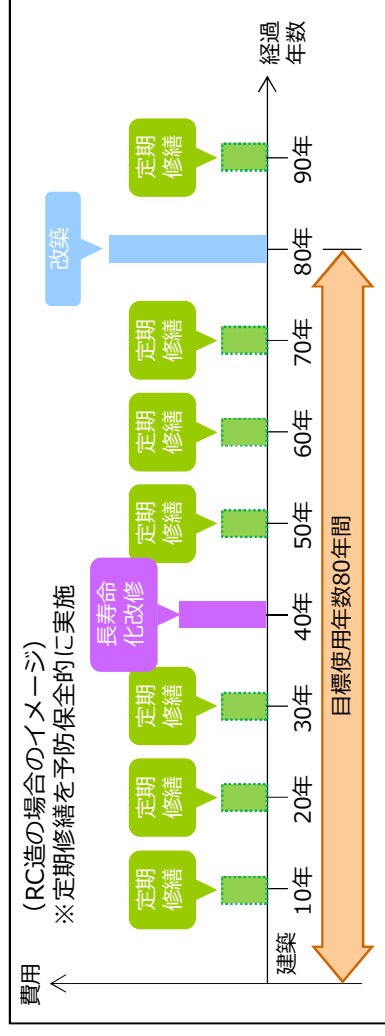 (RC造の場合のイメージ)
※定期修繕を予防保全的に実施
費用
定期
修繕
定期
修繕
定期
修繕
長寿命
化改修
定期
修繕
定期
修繕
定期
修繕
改築
定期
修繕
建築
10年
20年
30年
40年
50年
60年
70年
80年
90年
経過
年数
目標使用年数80年間